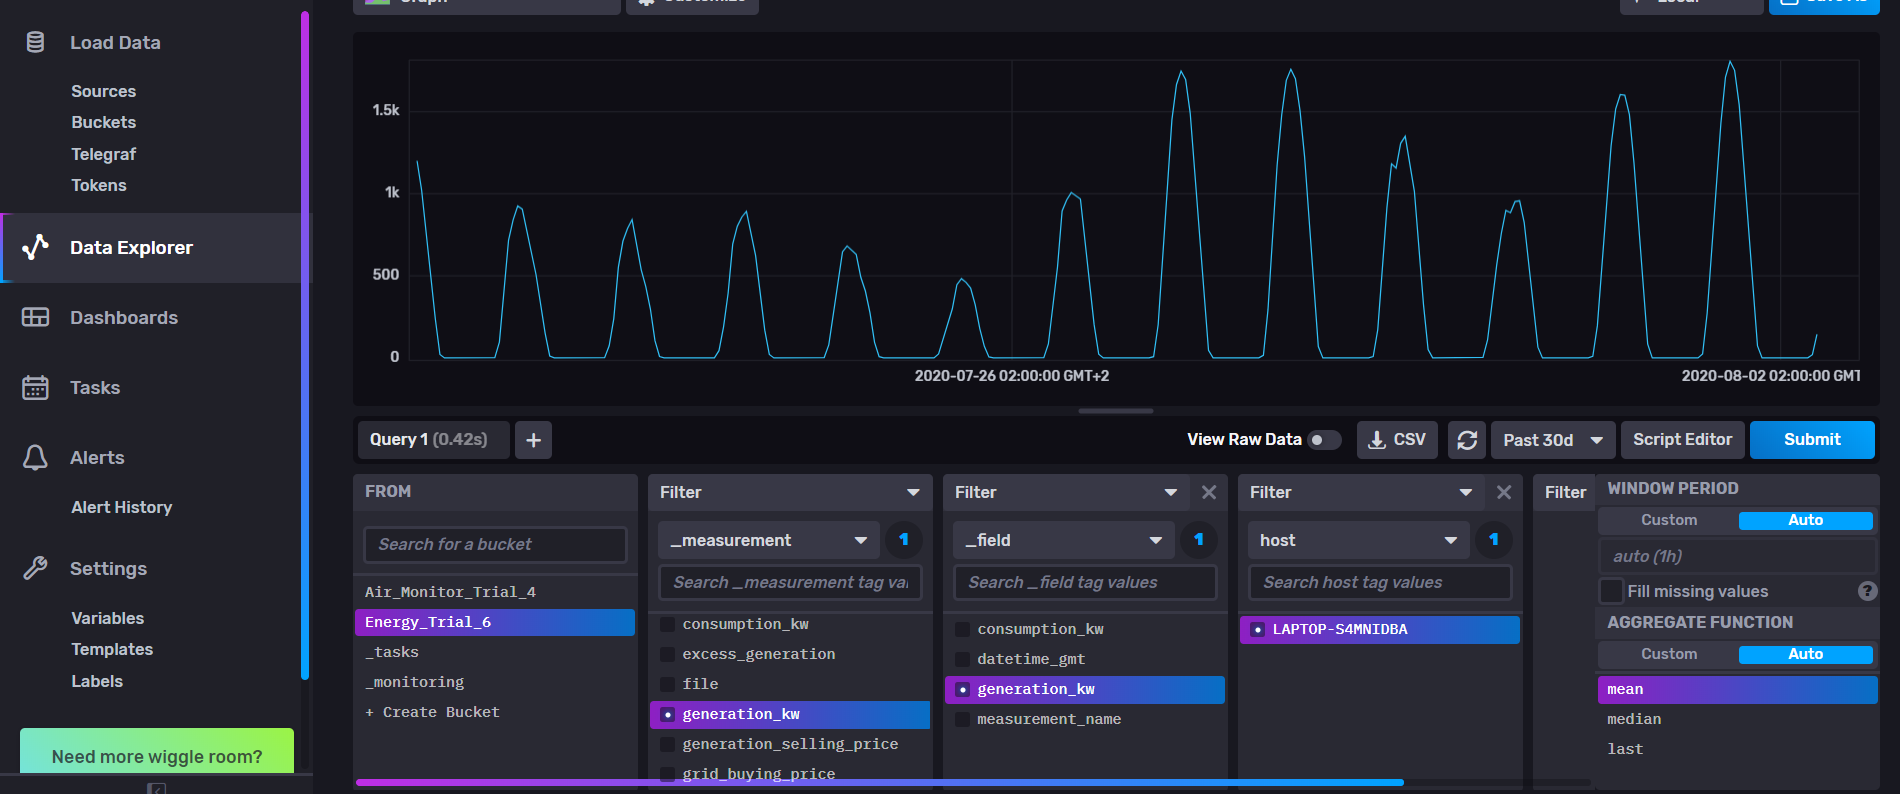 Graph
Customize
Local
Save As
Load Data
Sources
Buckets
Telegraf
Tokens
Data Explorer
Dashboards
Tasks
Alerts
Alert History
Settings
Variables
Templates
Labels
Need more wiggle room?
1.5k
1k
500
0
2020-07-26 02:00:00 GMT+2
2020-08-02 02:00:00 GMT
Query 1 (0.42s)
+
View Raw Data
CSV
Past 30d
Script Editor
Submit
FROM
Search for a bucket
Air_Monitor_Trial_4
Energy_Trial_6
_tasks
_monitoring
+ Create Bucket
Filter
_measurement
1
Search _measurement tag va
consumption_kw
excess_generation
file
generation_kw
generation_selling_price
grid_buying_price
Filter
_field
1
Search _field tag values
consumption_kw
datetime_gmt
generation_kw
measurement_name
Filter
host
1
Search host tag values
LAPTOP-S4MNIDBA
Filter
WINDOW PERIOD
Custom
Auto
auto (1h)
Fill missing values
?
AGGREGATE FUNCTION
Custom
Auto
mean
median
last